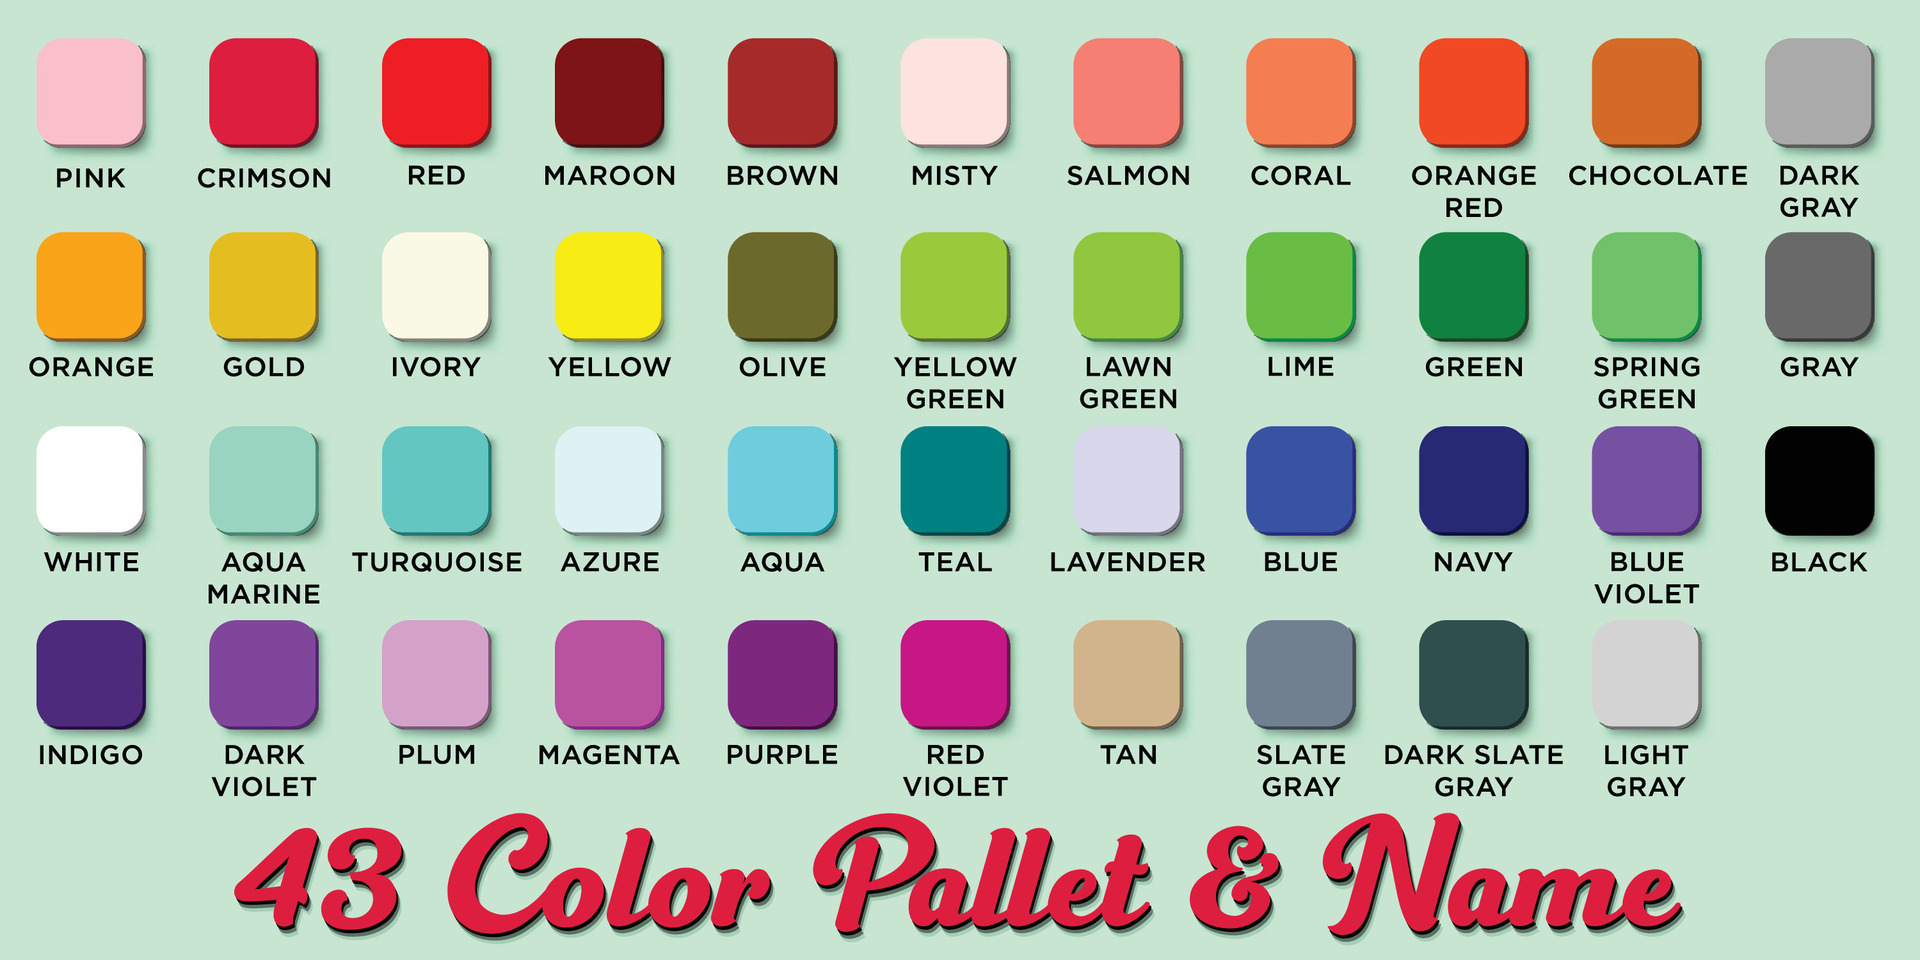 PINK
CRIMSON
RED
MAROON
BROWN
MISTY
SALMON
CORAL
ORANGE
RED
CHOCOLATE
DARK
GRAY
ORANGE
GOLD
IVORY
YELLOW
OLIVE
YELLOW
GREEN
LAWN
GREEN
LIME
GREEN
SPRING
GREEN
GRAY
WHITE
AQUA
MARINE
TURQUOISE
AZURE
AQUA
TEAL
LAVENDER
BLUE
NAVY
BLUE
VIOLET
BLACK
INDIGO
DARK
VIOLET
PLUM
MAGENTA
PURPLE
RED
VIOLET
TAN
SLATE
GRAY
DARK SLATE
GRAY
LIGHT
GRAY
43 Color Pallet & Name